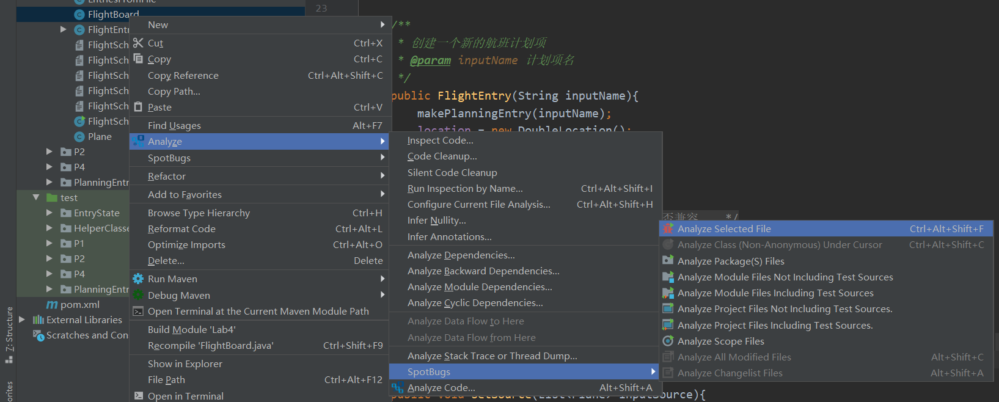 FlightBoard
FlightEntr
FlightSch
FlightSch
FlightSch
FlightSch
FlightSch
FlightSch
Plane
P2
P4
PlanningEntr
test
EntryState
HelperClasse
P1
P2
P4
PlanningEntr
pom.xml
External Libraries
Scratches and Con
7: Structure
orites
New
Cut Ctrl+X
Copy Ctrl+C
Copy Reference Ctrl+Alt+Shift+C
Copy Path...
Paste Ctrl+V
Find Usages Alt+F7
Analyze
SpotBugs
Refactor
Add to Favorites
Browse Type Hierarchy Ctrl+H
Reformat Code Ctrl+Alt+L
Optimize Imports Ctrl+Alt+O
Delete... Delete
Run Maven
Debug Maven
Open Terminal at the Current Maven Module Path
Build Module 'Lab4'
Recompile 'FlightBoard.java' Ctrl+Shift+F9
Show in Explorer
File Path Ctrl+Alt+F12
Open in Terminal
23
/**
* 创建一个新的航班计划项
* @param inputName 计划项名
*/
public FlightEntry(String inputName){
makePlanningEntry(inputName);
location = new DoubleLocation();
Inspect Code...
Code Cleanup...
Silent Code Cleanup
Run Inspection by Name... Ctrl+Alt+Shift+I
Configure Current File Analysis... Ctrl+Alt+Shift+H
Infer Nullity...
Infer Annotations...
Analyze Dependencies...
Analyze Backward Dependencies...
Analyze Module Dependencies...
Analyze Cyclic Dependencies...
Analyze Data Flow to Here
Analyze Data Flow from Here
Analyze Stack Trace or Thread Dump...
SpotBugs
Analyze Code... Alt+Shift+A
否兼容 */
Analyze Selected File Ctrl+Alt+Shift+F
Analyze Class (Non-Anonymous) Under Cursor Ctrl+Alt+Shift+C
Analyze Package(S) Files
Analyze Module Files Not Including Test Sources
Analyze Module Files Including Test Sources
Analyze Project Files Not Including Test Sources.
Analyze Project Files Including Test Sources.
Analyze Scope Files
Analyze All Modified Files Alt+Shift+C
Analyze Changelist Files Alt+Shift+A
public void setSource(List<Plane> inputSource){